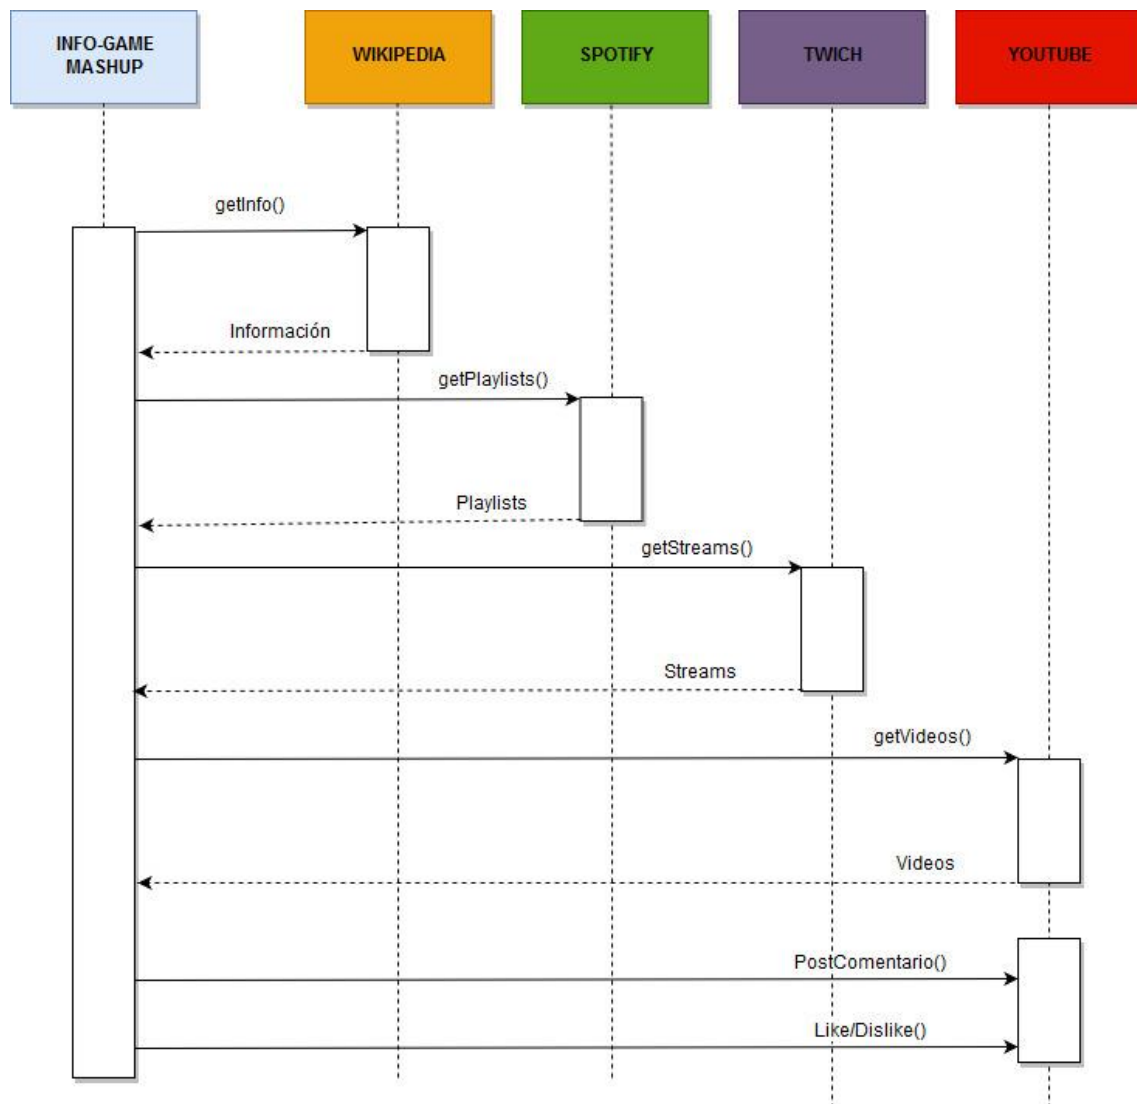 INFO-GAME
MASHUP
WIKIPEDIA
SPOTIFY
TWICH
YOUTUBE
getInfo()
Información
getPlaylists()
Playlists
getStreams()
Streams
getVideos()
Videos
PostComentario()
Like/Dislike()